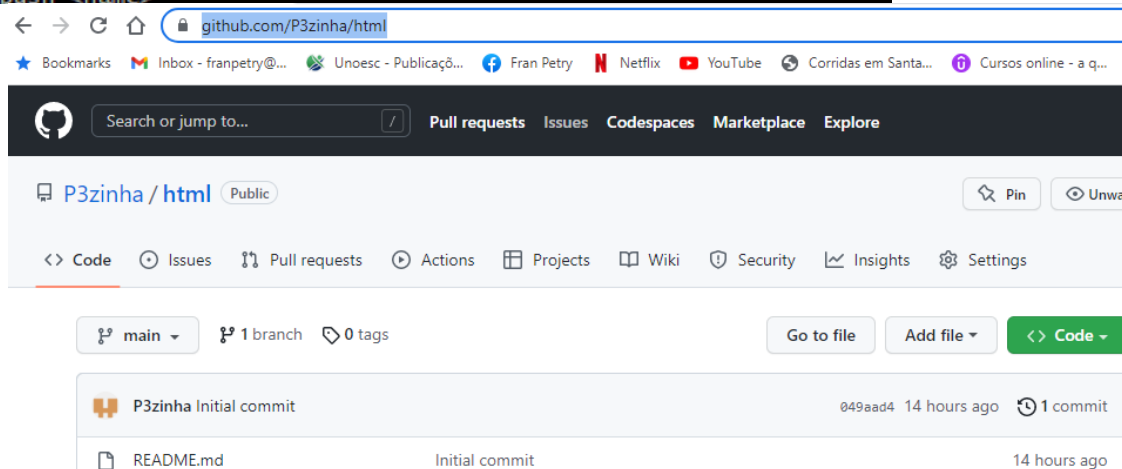 github.com/P3zinha/html
Bookmarks Inbox - franpetry@... Unoesc - Publicaçõ... Fran Petry Netflix YouTube Corridas em Santa... Cursos online - a q...
Search or jump to... / Pull requests Issues Codespaces Marketplace Explore
P3zinha / html Public Pin Unwa
<> Code Issues Pull requests Actions Projects Wiki Security Insights Settings
main 1 branch 0 tags Go to file Add file <> Code
P3zinha Initial commit 049aad4 14 hours ago 1 commit
README.md Initial commit 14 hours ago